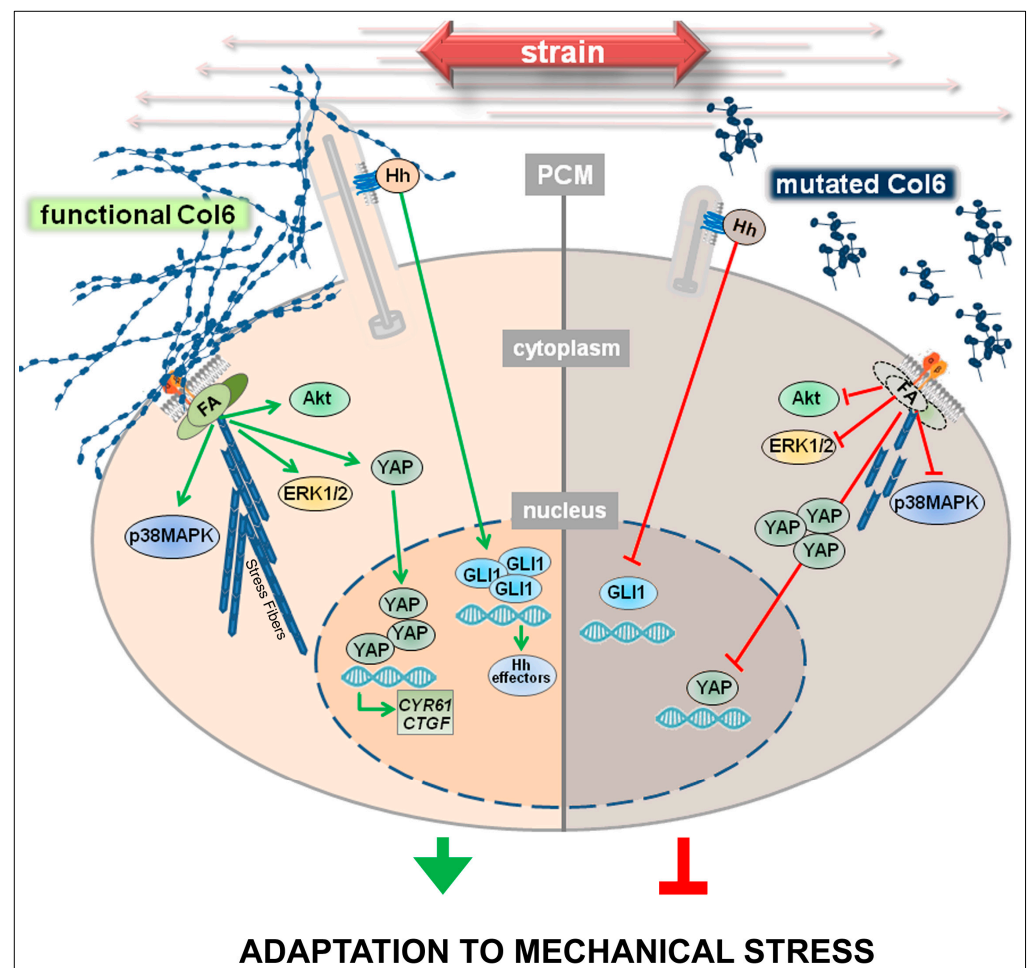 strain
Hh
PCM
functional Col6
mutated Col6
Hh
cytoplasm
α β
FA
Akt
YAP
ERK1/2
p38MAPK
Stress Fibers
FA
Akt
ERK1/2
p38MAPK
YAP
YAP
YAP
nucleus
GLI1
GLI1
GLI1
Hh
effectors
YAP
YAP
YAP
CYR61
CTGF
GLI1
YAP
ADAPTATION TO MECHANICAL STRESS